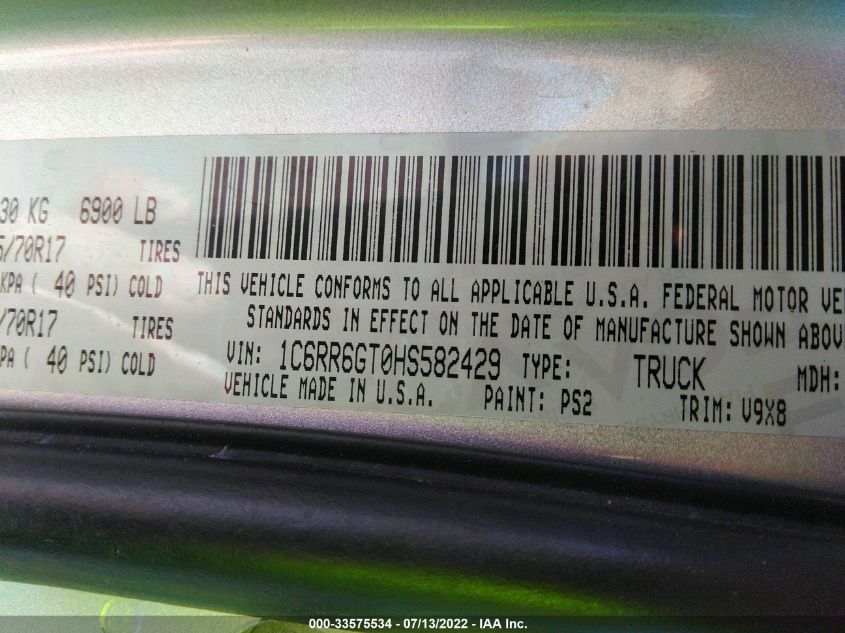 30 KG 6900 LB
/70R17 TIRES
KPA ( 40 PSI) COLD
/70R17 TIRES
PA ( 40 PSI) COLD
THIS VEHICLE CONFORMS TO ALL APPLICABLE U.S.A. FEDERAL MOTOR VE
STANDARDS IN EFFECT ON THE DATE OF MANUFACTURE SHOWN ABOV
VIN: 1C6RR6GT0HS582429 TYPE: TRUCK MDH:
VEHICLE MADE IN U.S.A. PAINT: PS2 TRIM: V9X8
000-33575534 - 07/13/2022 - IAA Inc.